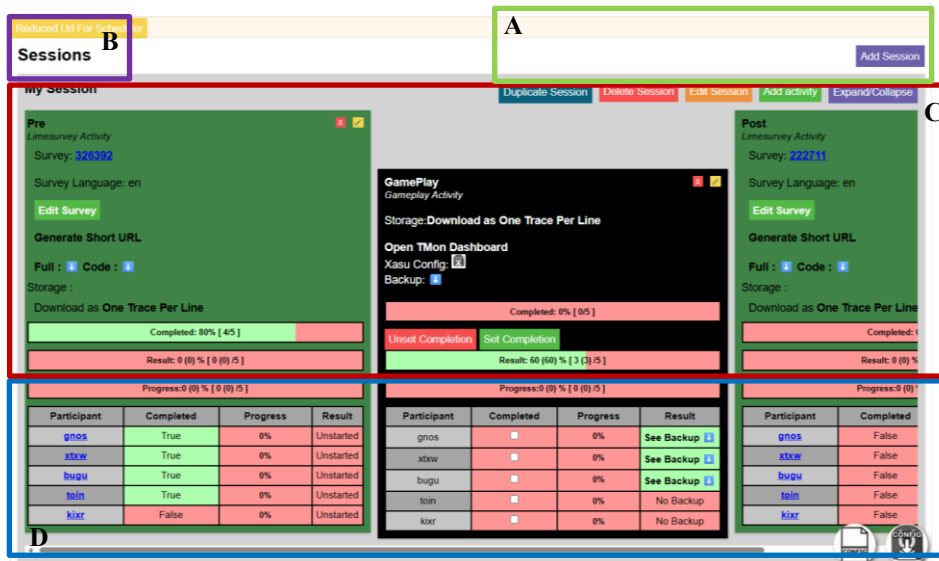 Reduced Url For Scheduler
A
B
Sessions
Add Session
My Session
Duplicate Session Delete Session Edit Session Add activity Expand/Collapse
C
Pre
Limesurvey Activity
Survey: 326392
Survey Language: en
Edit Survey
Generate Short URL
Full : Code :
Storage :
Download as One Trace Per Line
Completed: 80% [ 4/5 ]
Result: 0 (0) % [ 0 (0) /5 ]
Progress:0 (0) % [ 0 (0) /5 ]
Participant Completed Progress Result
gnos True 0% Unstarted
xtxw True 0% Unstarted
bugu True 0% Unstarted
toin True 0% Unstarted
kixr False 0% Unstarted
GamePlay
Gameplay Activity
Storage:Download as One Trace Per Line
Open TMon Dashboard
Xasu Config:
Backup:
Completed: 0% [ 0/5 ]
Unset Completion Set Completion
Result: 60 (60) % [ 3 (3) /5 ]
Progress:0 (0) % [ 0 (0) /5 ]
Participant Completed Progress Result
gnos 0% See Backup
xtxw 0% See Backup
bugu 0% See Backup
toin 0% No Backup
kixr 0% No Backup
Post
Limesurvey Activity
Survey: 222711
Survey Language: en
Edit Survey
Generate Short URL
Full : Code :
Storage :
Download as One Trace Per Line
Completed:
Result: 0 (0) %
Progress:0 (0)
Participant Completed
gnos False
xtxw False
bugu False
toin False
kixr False
D
CONFIG